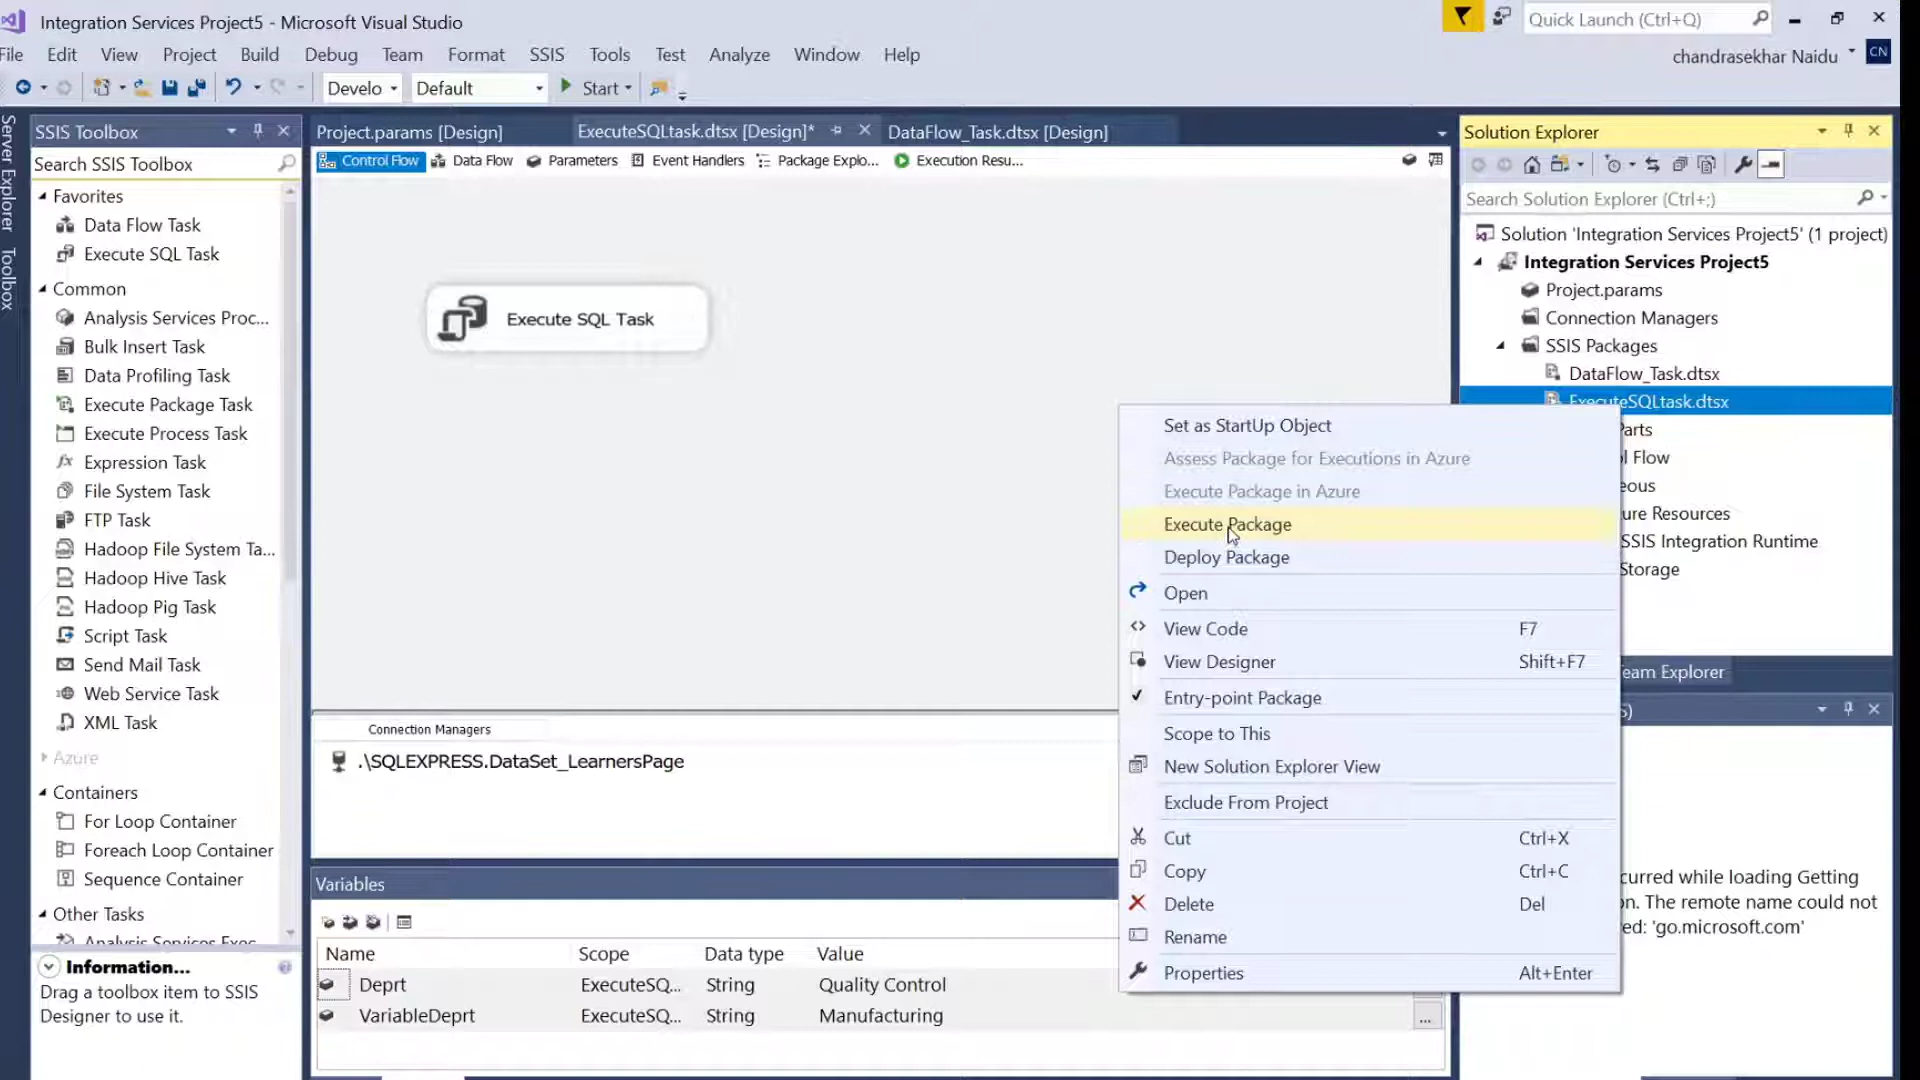 Integration Services Project5 - Microsoft Visual Studio
Quick Launch (Ctrl+Q)
File Edit View Project Build Debug Team Format SSIS Tools Test Analyze Window Help
chandrasekhar Naidu CN
Develo Default Start
Server Explorer
Toolbox
SSIS Toolbox
Search SSIS Toolbox
Favorites
Data Flow Task
Execute SQL Task
Common
Analysis Services Proc...
Bulk Insert Task
Data Profiling Task
Execute Package Task
Execute Process Task
Expression Task
File System Task
FTP Task
Hadoop File System Ta...
Hadoop Hive Task
Hadoop Pig Task
Script Task
Send Mail Task
Web Service Task
XML Task
Azure
Containers
For Loop Container
Foreach Loop Container
Sequence Container
Other Tasks
Analysis Services Exec
Information...
Drag a toolbox item to SSIS
Designer to use it.
Project.params [Design] ExecuteSQLtask.dtsx [Design]* DataFlow_Task.dtsx [Design]
Control Flow Data Flow Parameters Event Handlers Package Explo... Execution Resu...
Execute SQL Task
Connection Managers
.\SQLEXPRESS.DataSet_LearnersPage
Variables
Name Scope Data type Value
Deprt ExecuteSQ... String Quality Control
VariableDeprt ExecuteSQ... String Manufacturing
...
Set as StartUp Object
Assess Package for Executions in Azure
Execute Package in Azure
Execute Package
Deploy Package
Open
View Code F7
View Designer Shift+F7
Entry-point Package
Scope to This
New Solution Explorer View
Exclude From Project
Cut Ctrl+X
Copy Ctrl+C
Delete Del
Rename
Properties Alt+Enter
Solution Explorer
Search Solution Explorer (Ctrl+;)
Solution 'Integration Services Project5' (1 project)
Integration Services Project5
Project.params
Connection Managers
SSIS Packages
DataFlow_Task.dtsx
ExecuteSQLtask.dtsx
Parts
l Flow
eous
ure Resources
SSIS Integration Runtime
Storage
eam Explorer
s)
curred while loading Getting
on. The remote name could not
ed: 'go.microsoft.com'